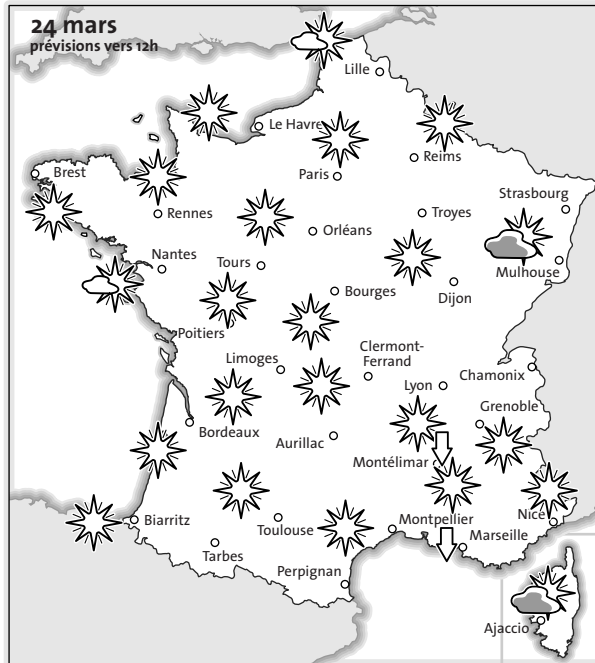 24 mars
prévisions vers 12h
Lille
Le Havre
Reims
Paris
Brest
Strasbourg
Rennes
Troyes
Orléans
Nantes
Tours
Mulhouse
Bourges
Dijon
Poitiers
Clermont-
Ferrand
Limoges
Chamonix
Lyon
Grenoble
Bordeaux
Aurillac
Montélimar
Nice
Biarritz
Toulouse
Montpellier
Marseille
Tarbes
Perpignan
Ajaccio